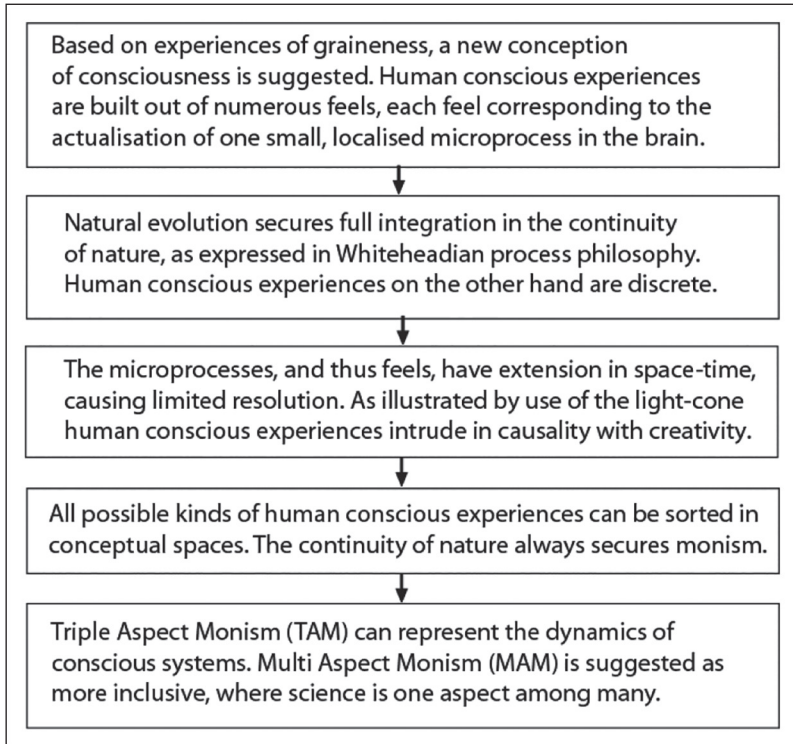 Based on experiences of graineness, a new conception
of consciousness is suggested. Human conscious experiences
are built out of numerous feels, each feel corresponding to the
actualisation of one small, localised microprocess in the brain.
Natural evolution secures full integration in the continuity
of nature, as expressed in Whiteheadian process philosophy.
Human conscious experiences on the other hand are discrete.
The microprocesses, and thus feels, have extension in space-time,
causing limited resolution. As illustrated by use of the light-cone
human conscious experiences intrude in causality with creativity.
All possible kinds of human conscious experiences can be sorted in
conceptual spaces. The continuity of nature always secures monism.
Triple Aspect Monism (TAM) can represent the dynamics of
conscious systems. Multi Aspect Monism (MAM) is suggested as
more inclusive, where science is one aspect among many.